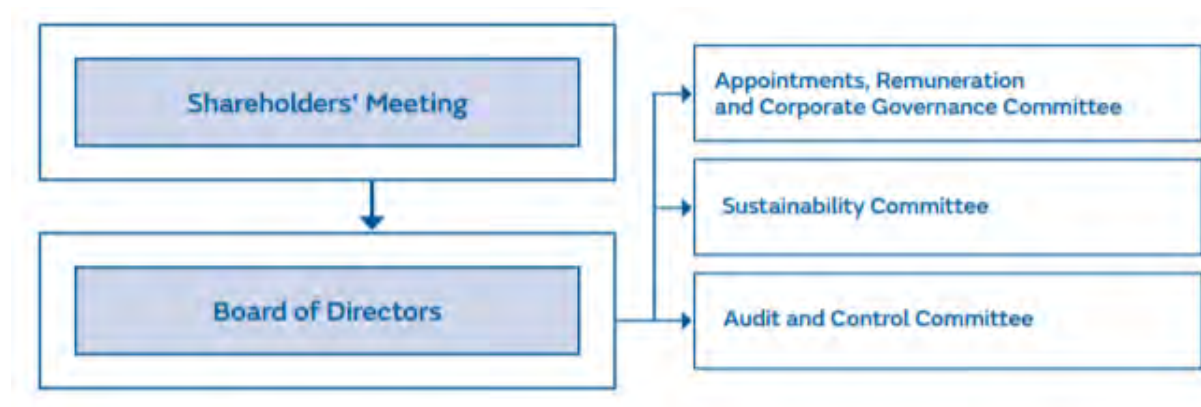 Shareholders' Meeting
Board of Directors
Appointments, Remuneration
and Corporate Governance Committee
Sustainability Committee
Audit and Control Committee